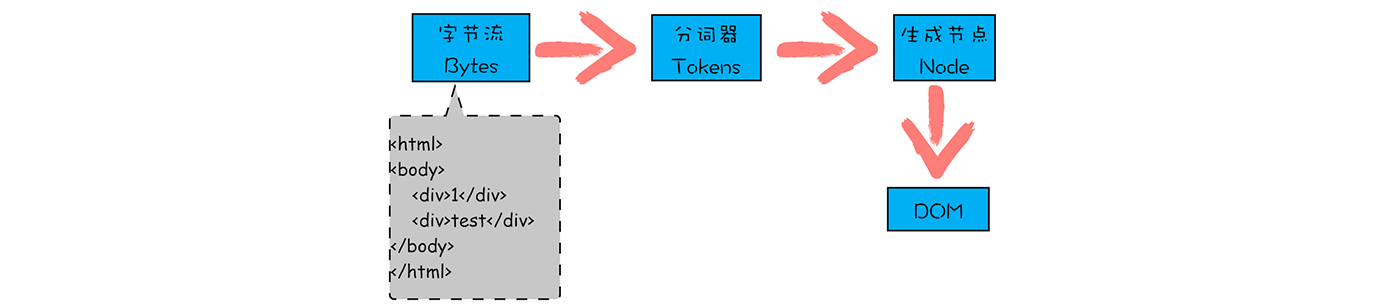 字节流
Bytes
分词器
Tokens
生成节点
Node
<html>
<body>
<div>1</div>
<div>test</div>
</body>
</html>
DOM